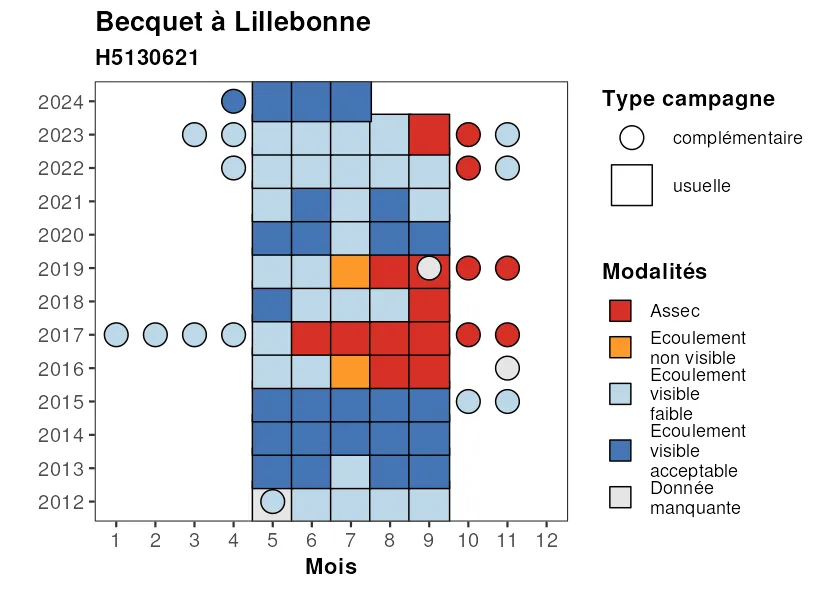 Becquet à Lillebonne
H5130621
2024
2023
2022
2021
2020
2019
2018
2017
2016
2015
2014
2013
2012
1 2 3 4 5 6 7 8 9 10 11 12
Mois
Type campagne
complémentaire
usuelle
Modalités
Assec
Ecoulement
non visible
Ecoulement
visible
faible
Ecoulement
visible
acceptable
Donnée
manquante